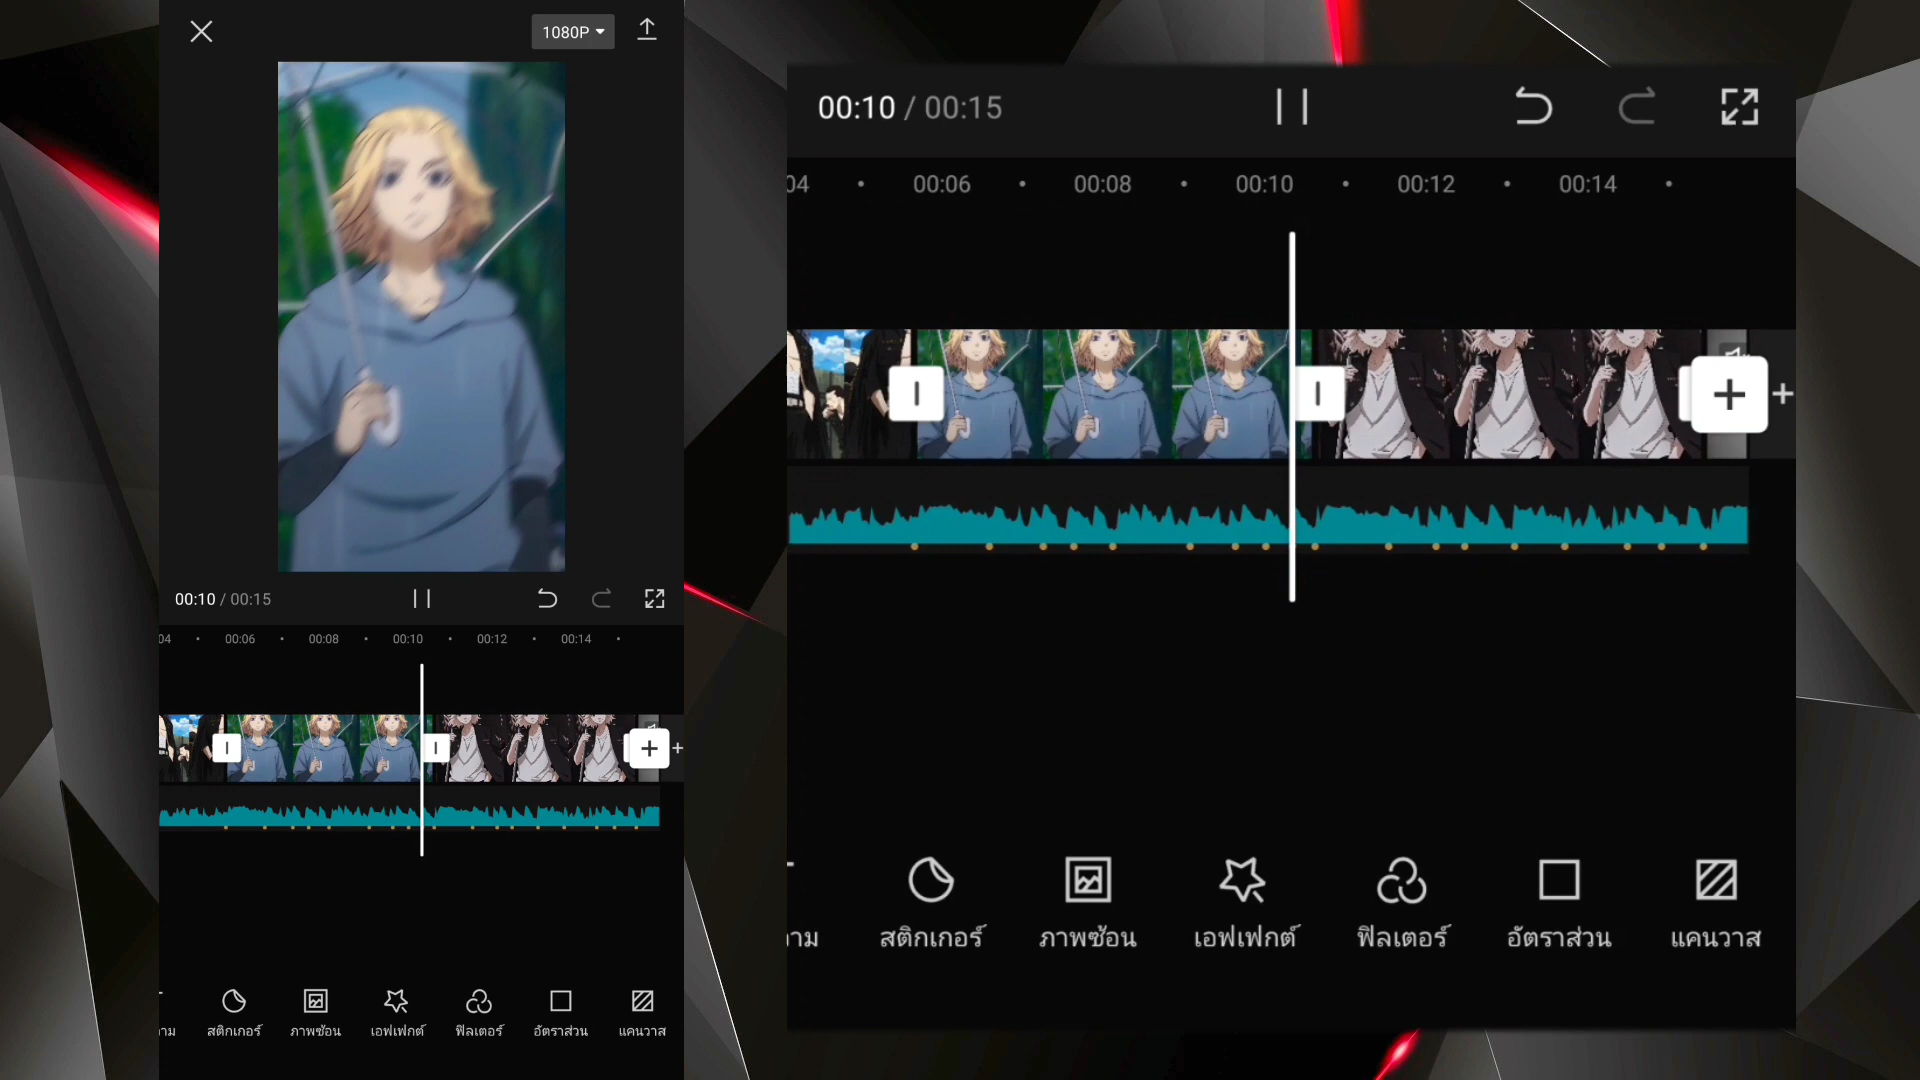 1080P
00:10 / 00:15
04 00:06 00:08 00:10 00:12 00:14
สติกเกอร์ ภาพซ้อน เอฟเฟกต์ ฟิลเตอร์ อัตราส่วน แคนวาส
00:10 / 00:15
04 00:06 00:08 00:10 00:12 00:14
สติกเกอร์ ภาพซ้อน เอฟเฟกต์ ฟิลเตอร์ อัตราส่วน แคนวาส